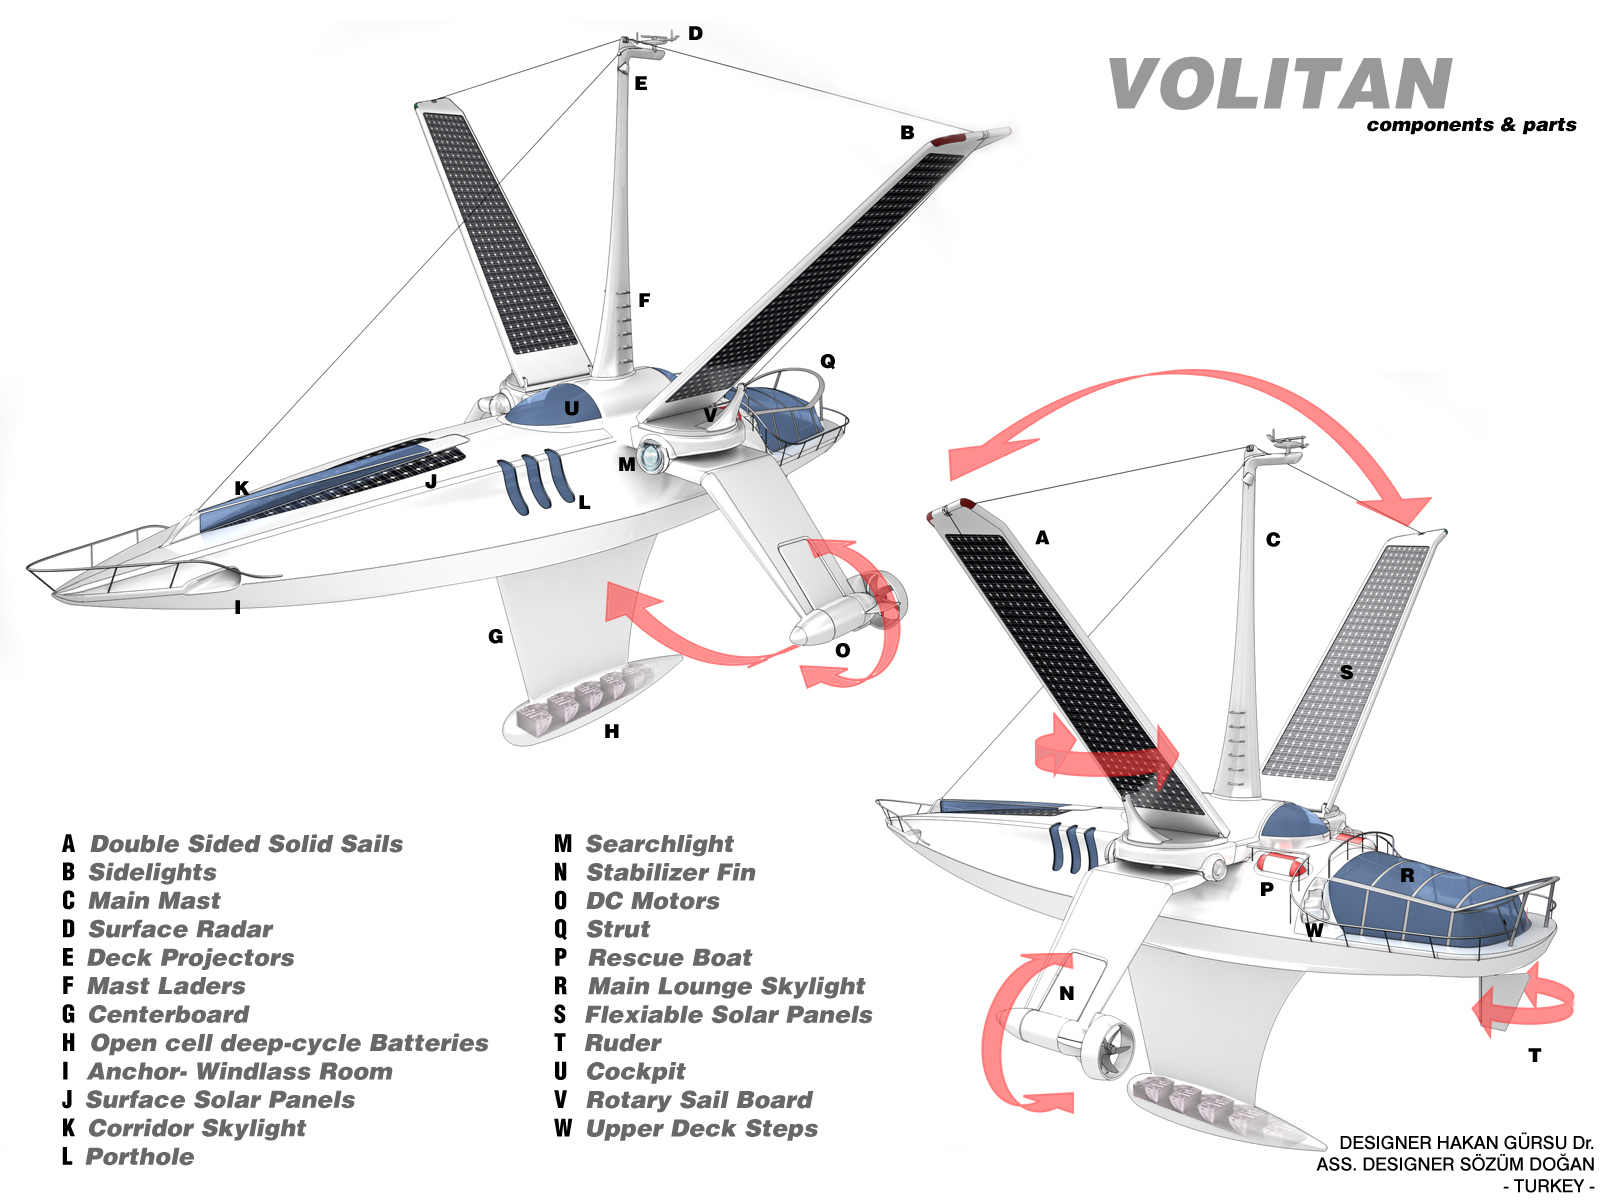 VOLITAN
components & parts
D
E
B
F
Q
U
V
M
K
J
L
I
G
O
H
A
C
S
R
P
W
N
T
A Double Sided Solid Sails
B Sidelights
C Main Mast
D Surface Radar
E Deck Projectors
F Mast Laders
G Centerboard
H Open cell deep-cycle Batteries
I Anchor- Windlass Room
J Surface Solar Panels
K Corridor Skylight
L Porthole
M Searchlight
N Stabilizer Fin
O DC Motors
Q Strut
P Rescue Boat
R Main Lounge Skylight
S Flexiable Solar Panels
T Ruder
U Cockpit
V Rotary Sail Board
W Upper Deck Steps
DESIGNER HAKAN GÜRSU Dr.
ASS. DESIGNER SÖZÜM DOĞAN
- TURKEY -